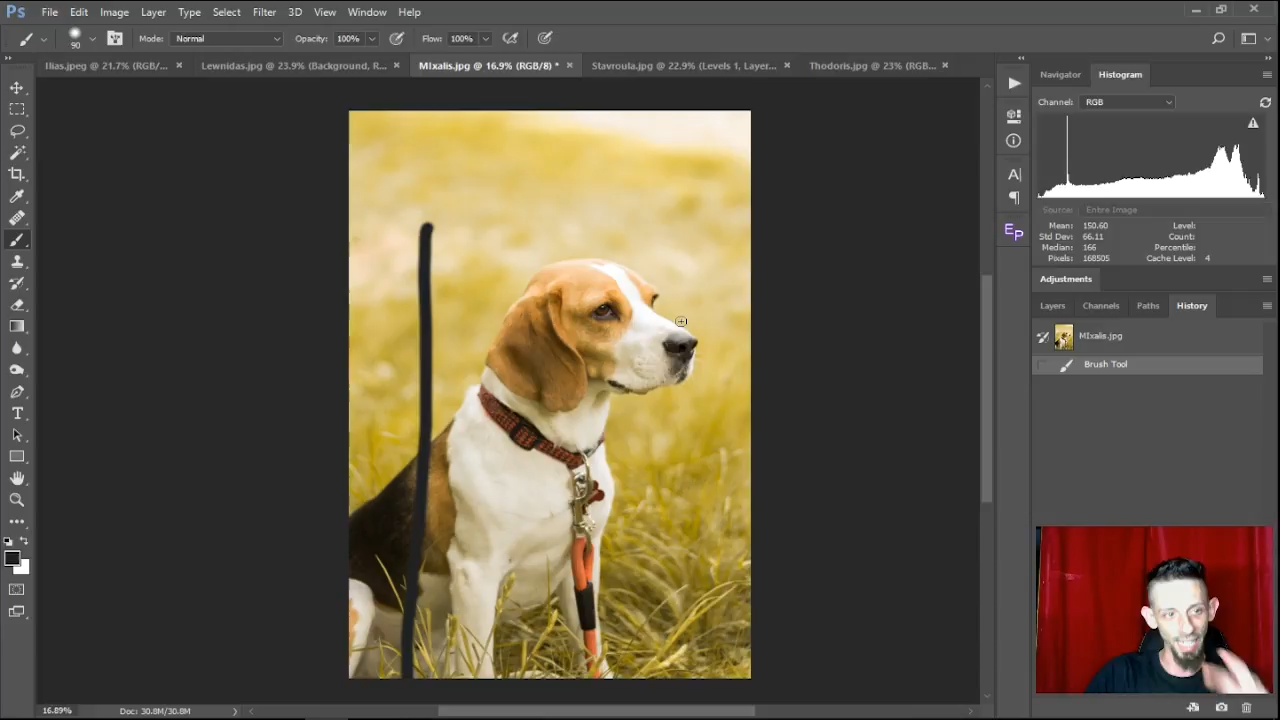 Ps File Edit Image Layer Type Select Filter 3D View Window Help
90 Mode: Normal Opacity: 100% Flow: 100%
Ilias.jpeg @ 21.7% (RGB/... × Lewnidas.jpg @ 23.9% (Background, R... × MIxalis.jpg @ 16.9% (RGB/8) * × Stavroula.jpg @ 22.9% (Levels 1, Layer... × Thodoris.jpg @ 23% (RGB... ×
Navigator Histogram
Channel: RGB
Source: Entire Image
Mean: 150.60 Level:
Std Dev: 66.11 Count:
Median: 166 Percentile:
Pixels: 168505 Cache Level: 4
Adjustments
Layers Channels Paths History
MIxalis.jpg
Brush Tool
A|
EP
T
16.89% Doc: 30.8M/30.8M